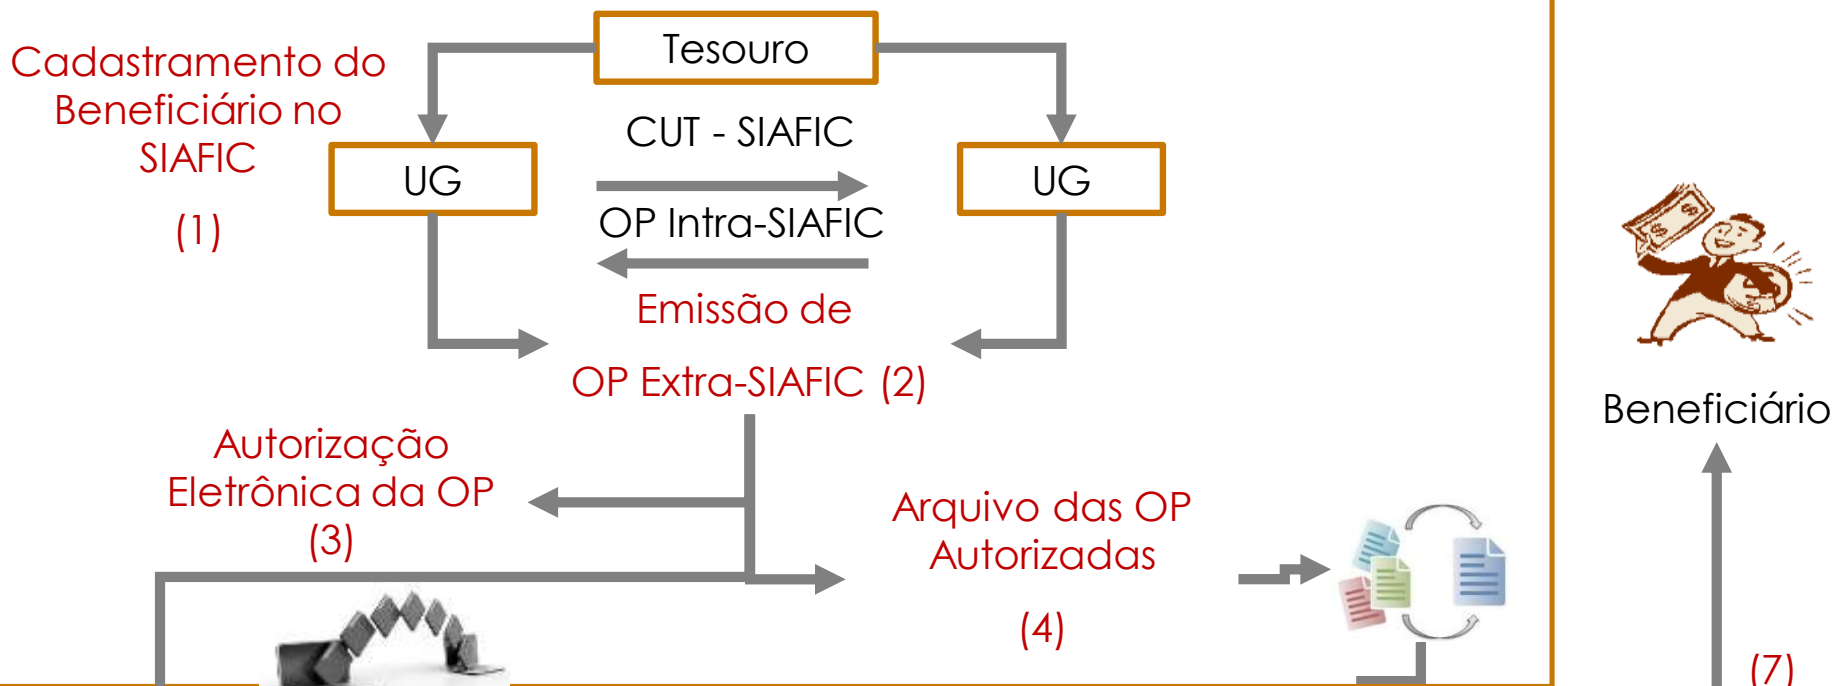 Tesouro
Cadastramento do
Beneficiário no
SIAFIC
(1)
CUT - SIAFIC
UG
UG
OP Intra-SIAFIC
Emissão de
OP Extra-SIAFIC (2)
Beneficiário
Autorização
Eletrônica da OP
(3)
Arquivo das OP
Autorizadas
(4)
(7)